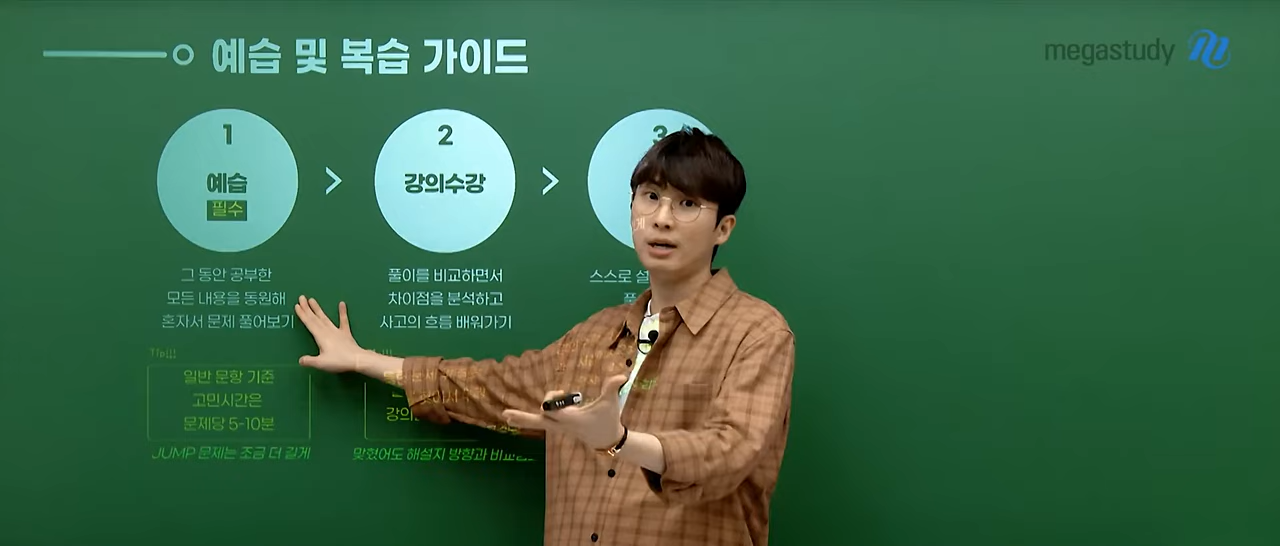 예습 및 복습 가이드
megastudy
1
예습
필수
그 동안 공부한
모든 내용을 동원해
혼자서 문제 풀어보기
Tip!!!
일반 문항 기준
고민시간은
문제당 5-10분
JUMP 문제는 조금 더 길게
2
강의수강
풀이를 비교하면서
차이점을 분석하고
사고의 흐름 배워가기
맞혔어도 해설지 방향과
3
스스로